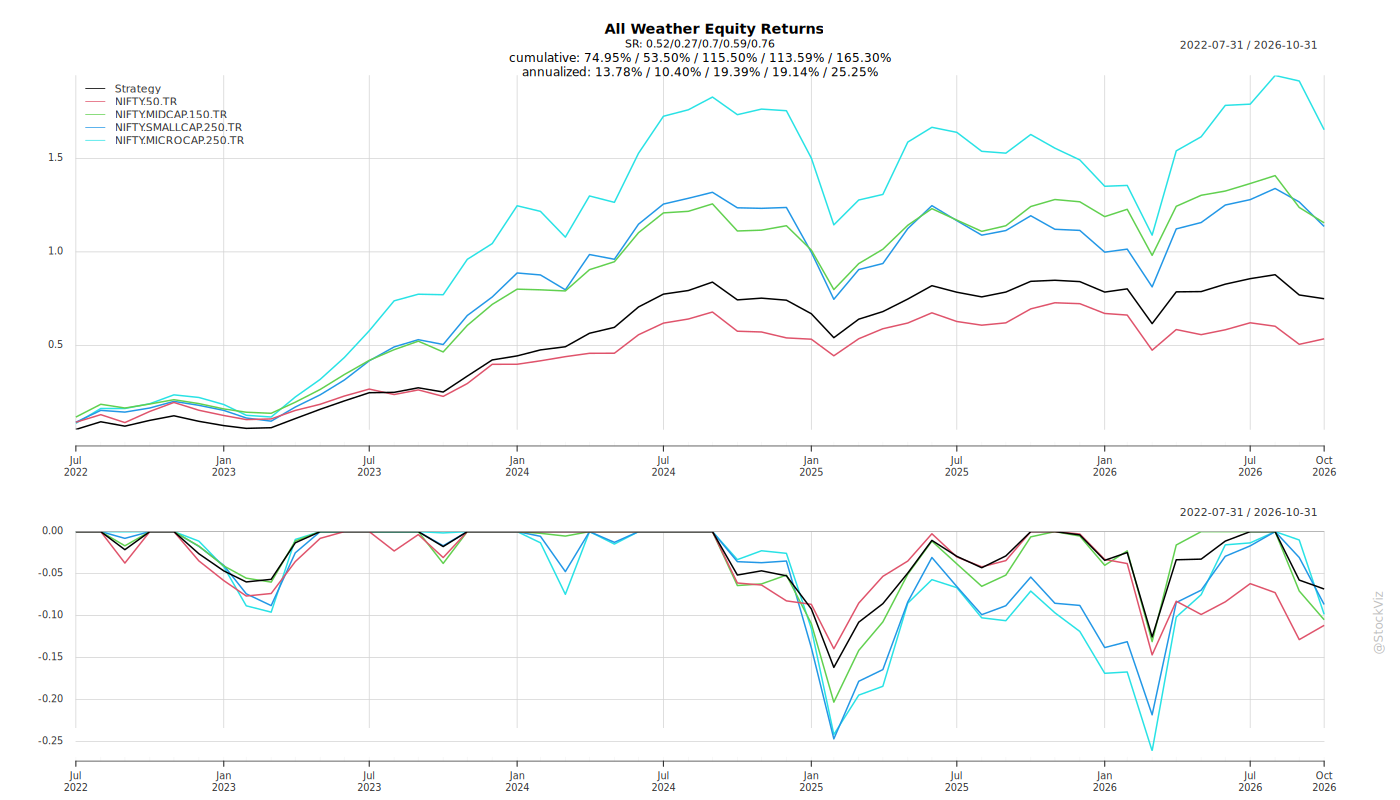 All Weather Equity Returns
SR: 0.52/0.27/0.7/0.59/0.76
2022-07-31 / 2026-10-31
cumulative: 74.95% / 53.50% / 115.50% / 113.59% / 165.30%
annualized: 13.78% / 10.40% / 19.39% / 19.14% / 25.25%
Strategy
NIFTY.50.TR
NIFTY.MIDCAP.150.TR
NIFTY.SMALLCAP.250.TR
NIFTY.MICROCAP.250.TR
1.5
1.0
0.5
Jul Jan Jul Jan Jul Jan Jul Jan Jul Oct
2022 2023 2023 2024 2024 2025 2025 2026 2026 2026
2022-07-31 / 2026-10-31
0.00
-0.05
-0.10
-0.15
-0.20
-0.25
Jul Jan Jul Jan Jul Jan Jul Jan Jul Oct
2022 2023 2023 2024 2024 2025 2025 2026 2026 2026
@StockViz